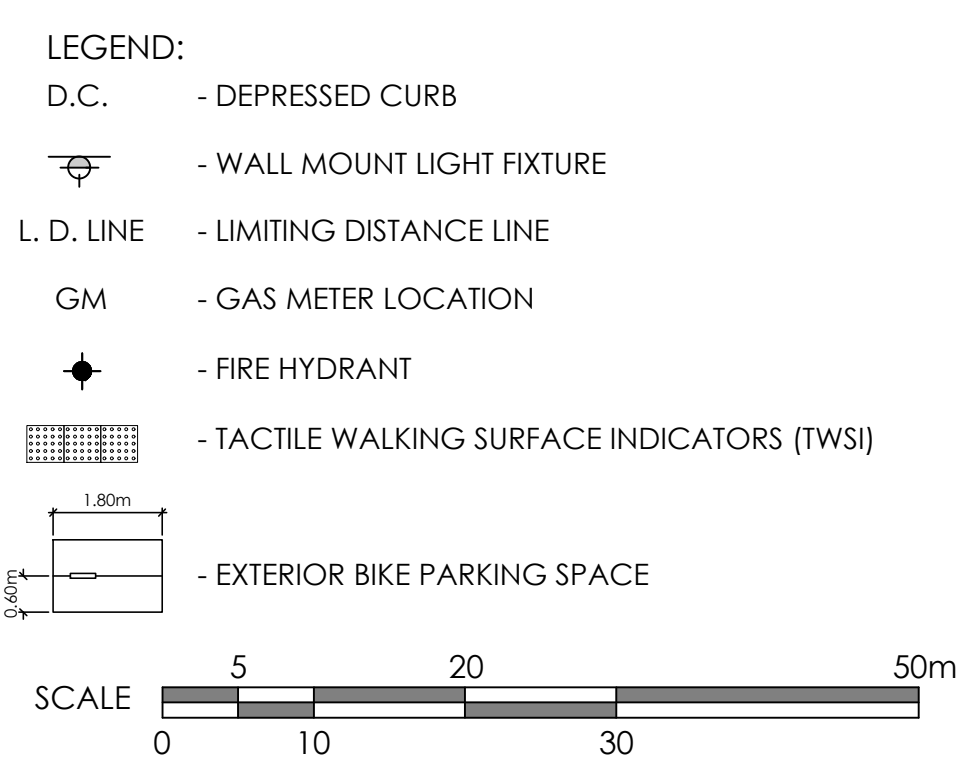 LEGEND:
D.C. - DEPRESSED CURB
- WALL MOUNT LIGHT FIXTURE
L. D. LINE - LIMITING DISTANCE LINE
GM - GAS METER LOCATION
- FIRE HYDRANT
- TACTILE WALKING SURFACE INDICATORS (TWSI)
1.80m
0.60m
- EXTERIOR BIKE PARKING SPACE
5 20 50m
SCALE
0 10 30